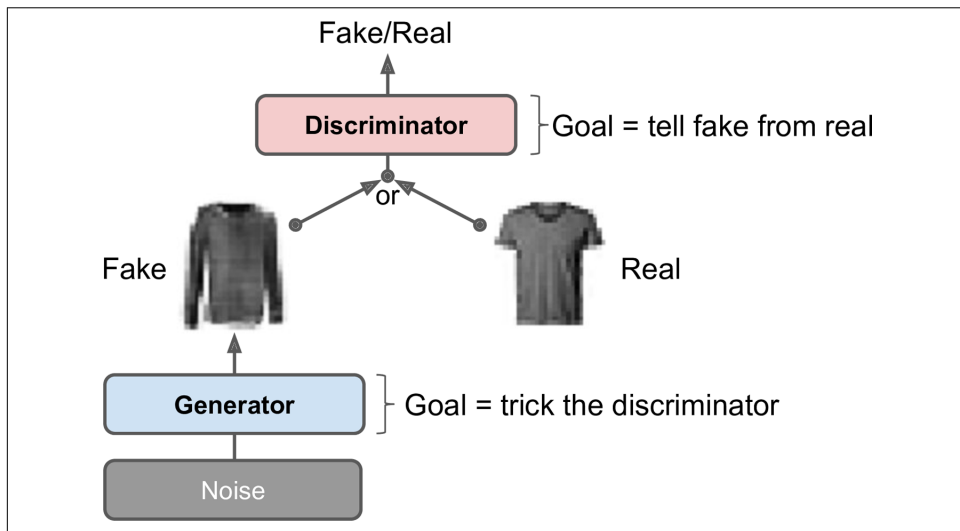 Fake/Real
Discriminator
Goal = tell fake from real
or
Fake
Real
Generator
Goal = trick the discriminator
Noise